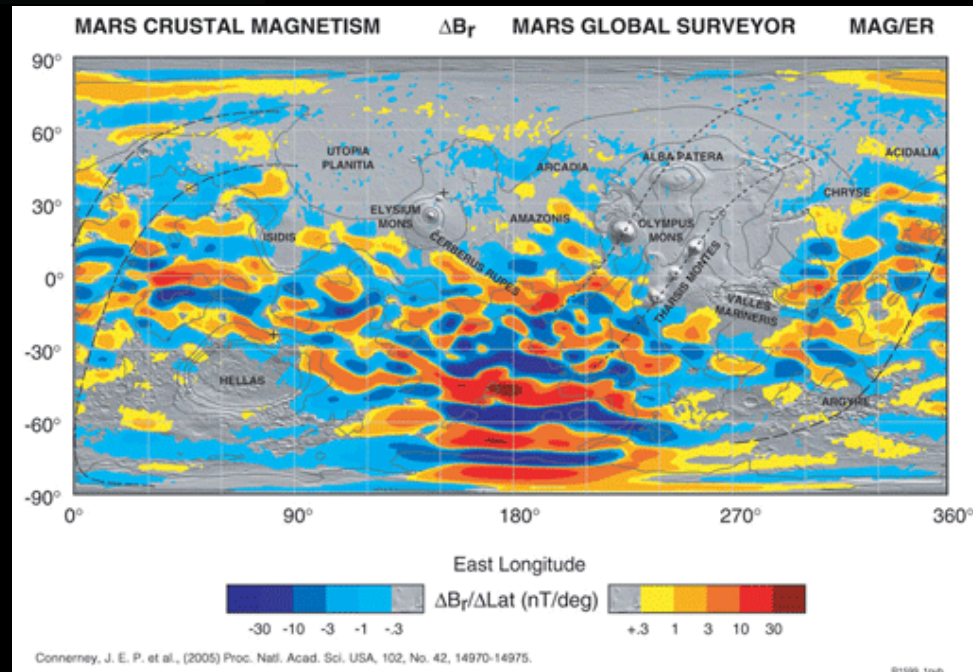 MARS CRUSTAL MAGNETISM ΔBr MARS GLOBAL SURVEYOR MAG/ER
90°
60°
30°
0°
-30°
-60°
-90°
UTOPIA
PLANITIA
ARCADIA
ALBA PATERA
ACIDALIA
CHRYSE
ELYSIUM
MONS
AMAZONIS
OLYMPUS
MONS
ISIDIS
CERBERUS RUPES
THARSIS MONTES
VALLES
MARINERIS
HELLAS
ARGYRE
0° 90° 180° 270° 360°
East Longitude
ΔBr/ΔLat (nT/deg)
-30 -10 -3 -1 -.3 +.3 1 3 10 30
Connerney, J. E. P. et al., (2005) Proc. Natl. Acad. Sci. USA, 102, No. 42, 14970-14975.